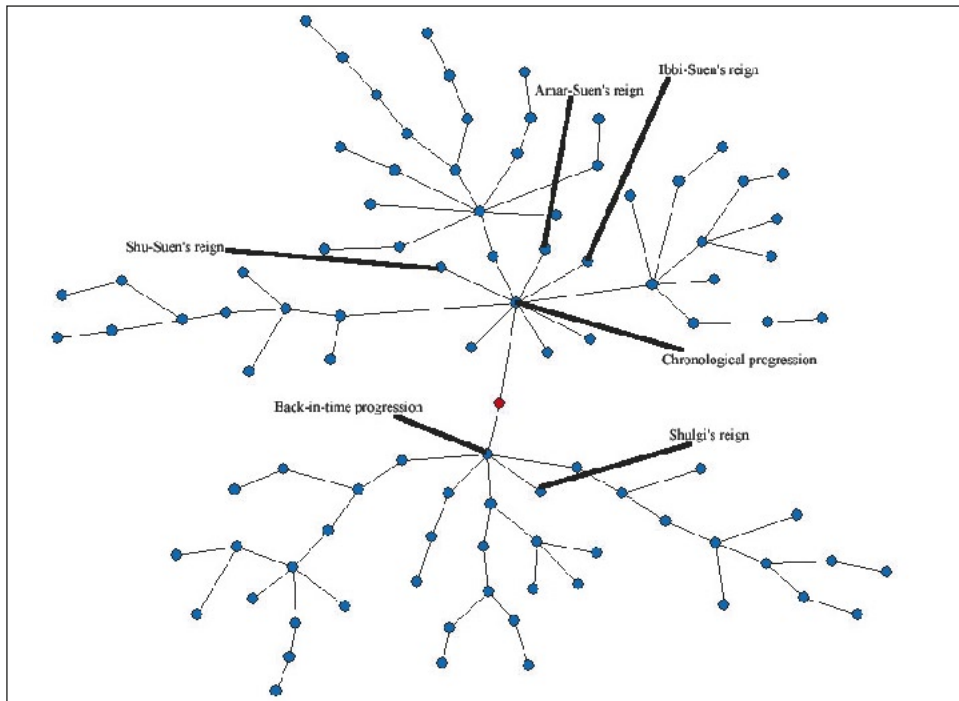 Ibbi-Suen's reign
Amar-Suen's reign
Shu-Suen's reign
Chronological progression
Back-in-time progression
Shulgi's reign